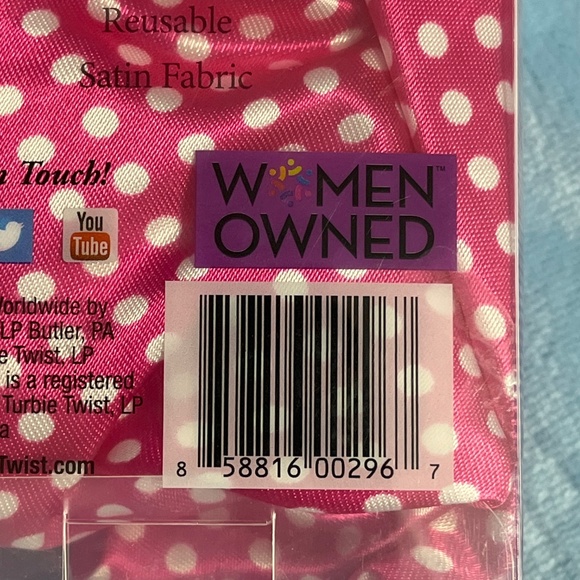 Reusable
Satin Fabric
Touch!
WOMEN™
OWNED
You
Tube
Worldwide by
LP Butler, PA
Twist, LP
is a registered
Turbie Twist, LP
Twist.com
8 58816 00296 7